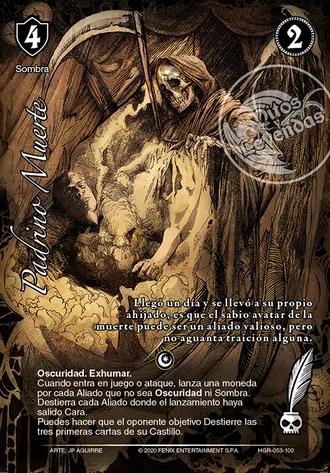 4
2
Sombra
Mitos y Leyendas
Padrino Muerte
Llegó un día y se llevó a su propio
ahijado, es que el sabio avatar de la
muerte puede ser un aliado valioso, pero
no aguanta traición alguna.
Oscuridad. Exhumar.
Cuando entra en juego o ataque, lanza una moneda
por cada Aliado que no sea Oscuridad ni Sombra.
Destierra cada Aliado donde el lanzamiento haya
salido Cara.
Puedes hacer que el oponente objetivo Destierre las
tres primeras cartas de su Castillo.
ARTE: JP AGUIRRE
© 2020 FENIX ENTERTAINMENT S.P.A.
HGR-053-100